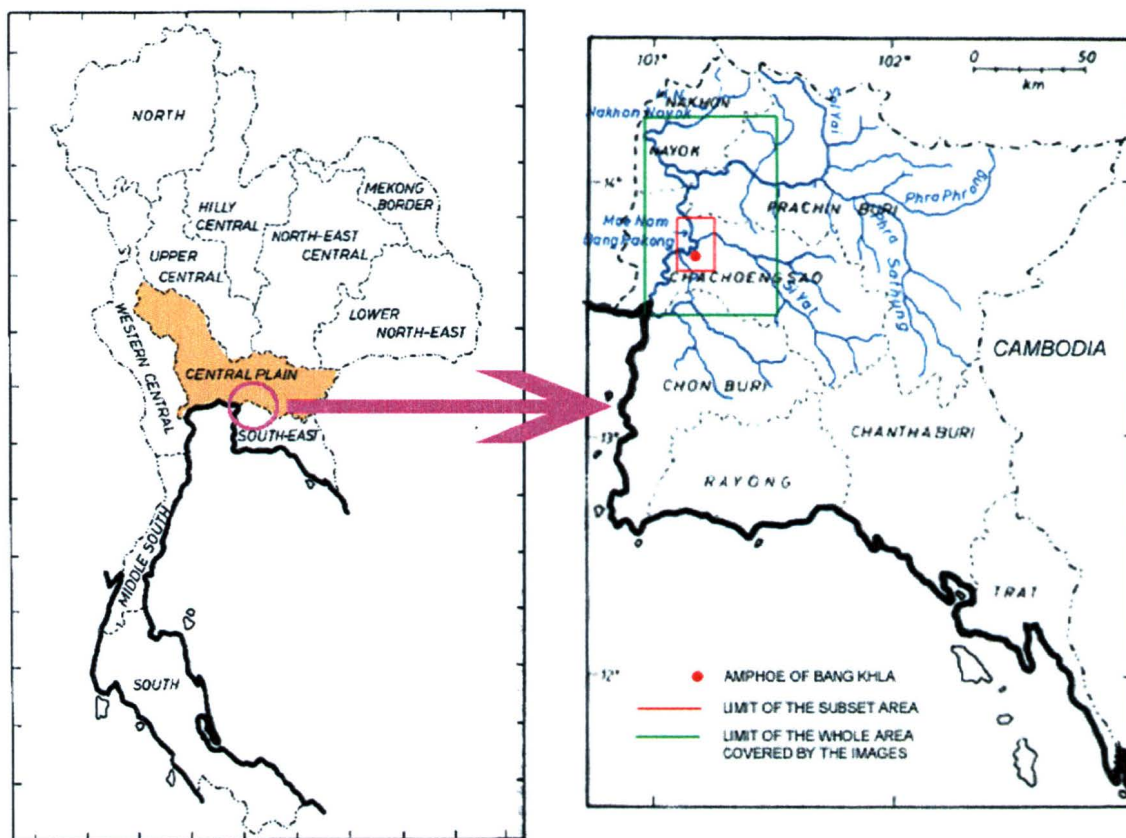 NORTH
HILLY
CENTRAL
MEKONG
BORDER
NORTH-EAST
CENTRAL
UPPER
CENTRAL
LOWER
NORTH-EAST
WESTERN CENTRAL
CENTRAL PLAIN
SOUTH-EAST
MIDDLE SOUTH
SOUTH
101°
102°
0
50
km
NAKHON
Nakhon Nayok
NAYOK
14°
PRACHIN BURI
Phra Phrong
Mae Nam
Bang Pakong
Phra Sathung
CHACHOENGSAO
CAMBODIA
CHON BURI
13°
CHANTHABURI
RAYONG
TRAT
12°
AMPHOE OF BANG KHLA
LIMIT OF THE SUBSET AREA
LIMIT OF THE WHOLE AREA
COVERED BY THE IMAGES